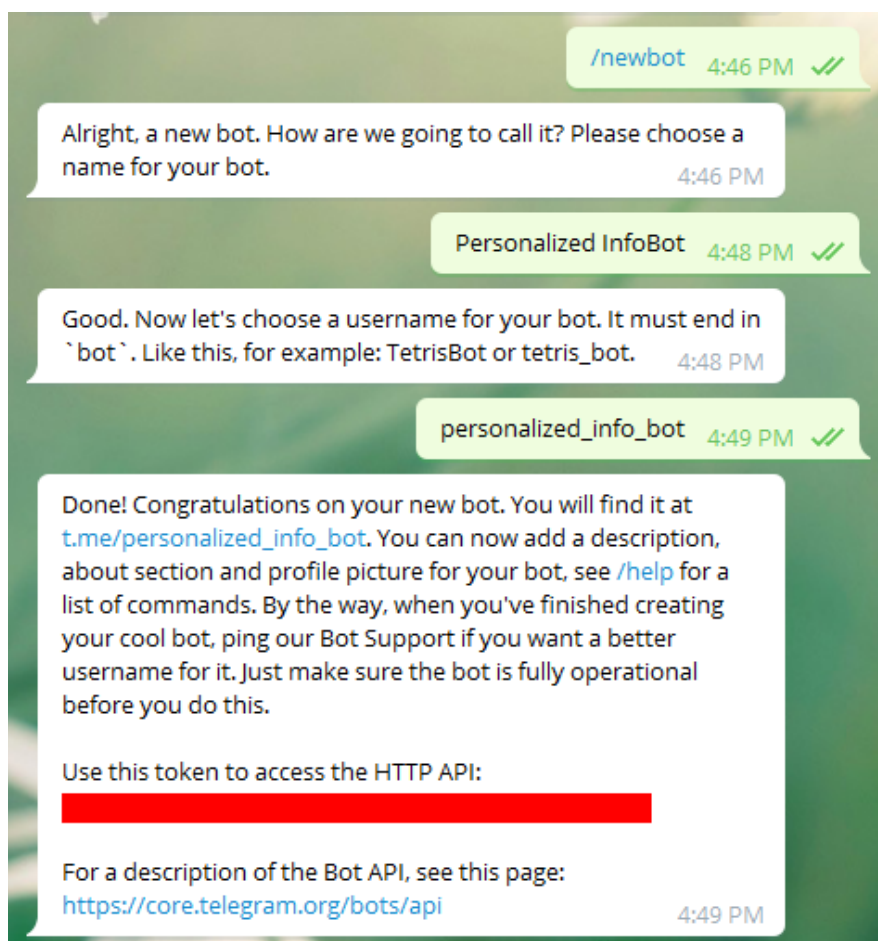 /newbot 4:46 PM
Alright, a new bot. How are we going to call it? Please choose a
name for your bot.
4:46 PM
Personalized InfoBot 4:48 PM
Good. Now let's choose a username for your bot. It must end in
`bot`. Like this, for example: TetrisBot or tetris_bot. 4:48 PM
personalized_info_bot 4:49 PM
Done! Congratulations on your new bot. You will find it at
t.me/personalized_info_bot. You can now add a description,
about section and profile picture for your bot, see /help for a
list of commands. By the way, when you've finished creating
your cool bot, ping our Bot Support if you want a better
username for it. Just make sure the bot is fully operational
before you do this.
Use this token to access the HTTP API:
For a description of the Bot API, see this page:
https://core.telegram.org/bots/api 4:49 PM